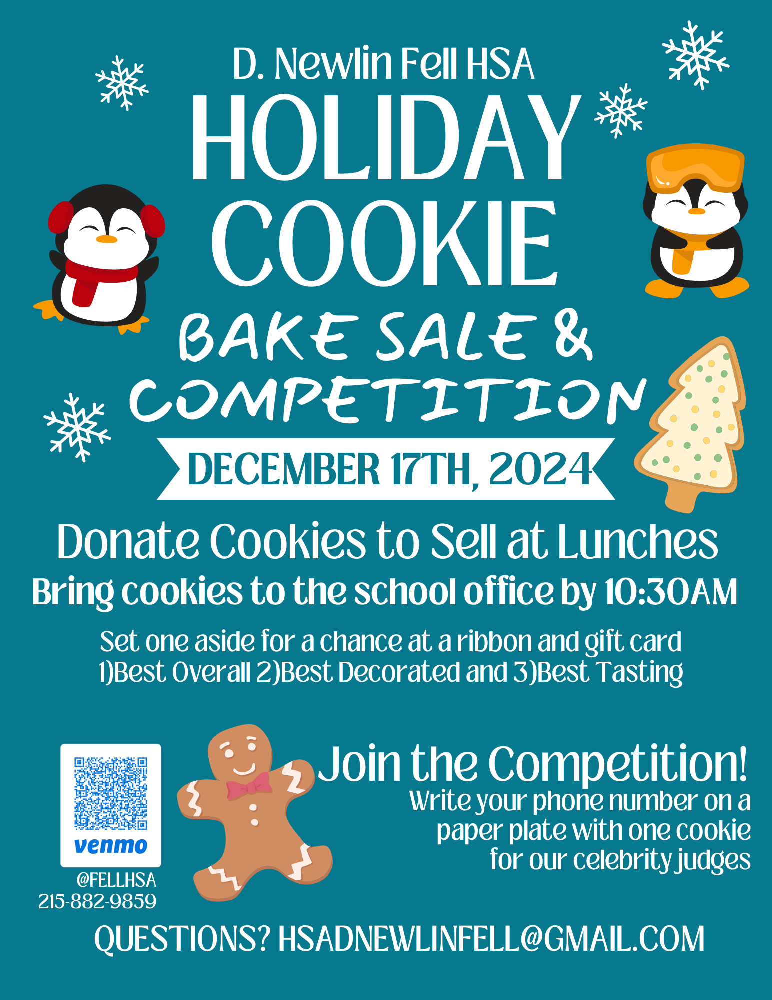 D. Newlin Fell HSA
HOLIDAY
COOKIE
BAKE SALE &
COMPETITION
DECEMBER 17TH, 2024
Donate Cookies to Sell at Lunches
Bring cookies to the school office by 10:30AM
Set one aside for a chance at a ribbon and gift card
1)Best Overall 2)Best Decorated and 3)Best Tasting
Join the Competition!
Write your phone number on a
paper plate with one cookie
for our celebrity judges
venmo
@FELLHSA
215-882-9859
QUESTIONS? HSADNEWLINFELL@GMAIL.COM